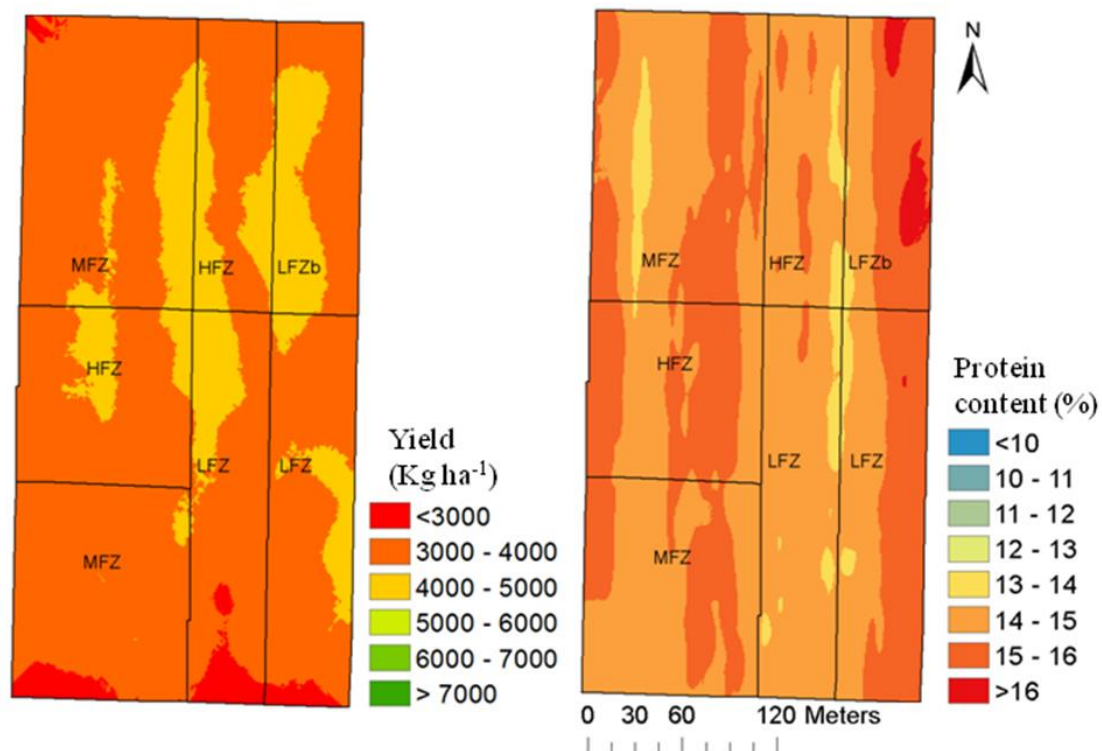 MFZ
HFZ
LFZb
HFZ
LFZ
LFZ
MFZ
Yield
(Kg ha⁻¹)
<3000
3000 - 4000
4000 - 5000
5000 - 6000
6000 - 7000
> 7000
N
MFZ
HFZ
LFZb
HFZ
LFZ
LFZ
MFZ
Protein
content (%)
<10
10 - 11
11 - 12
12 - 13
13 - 14
14 - 15
15 - 16
>16
0 30 60 120 Meters